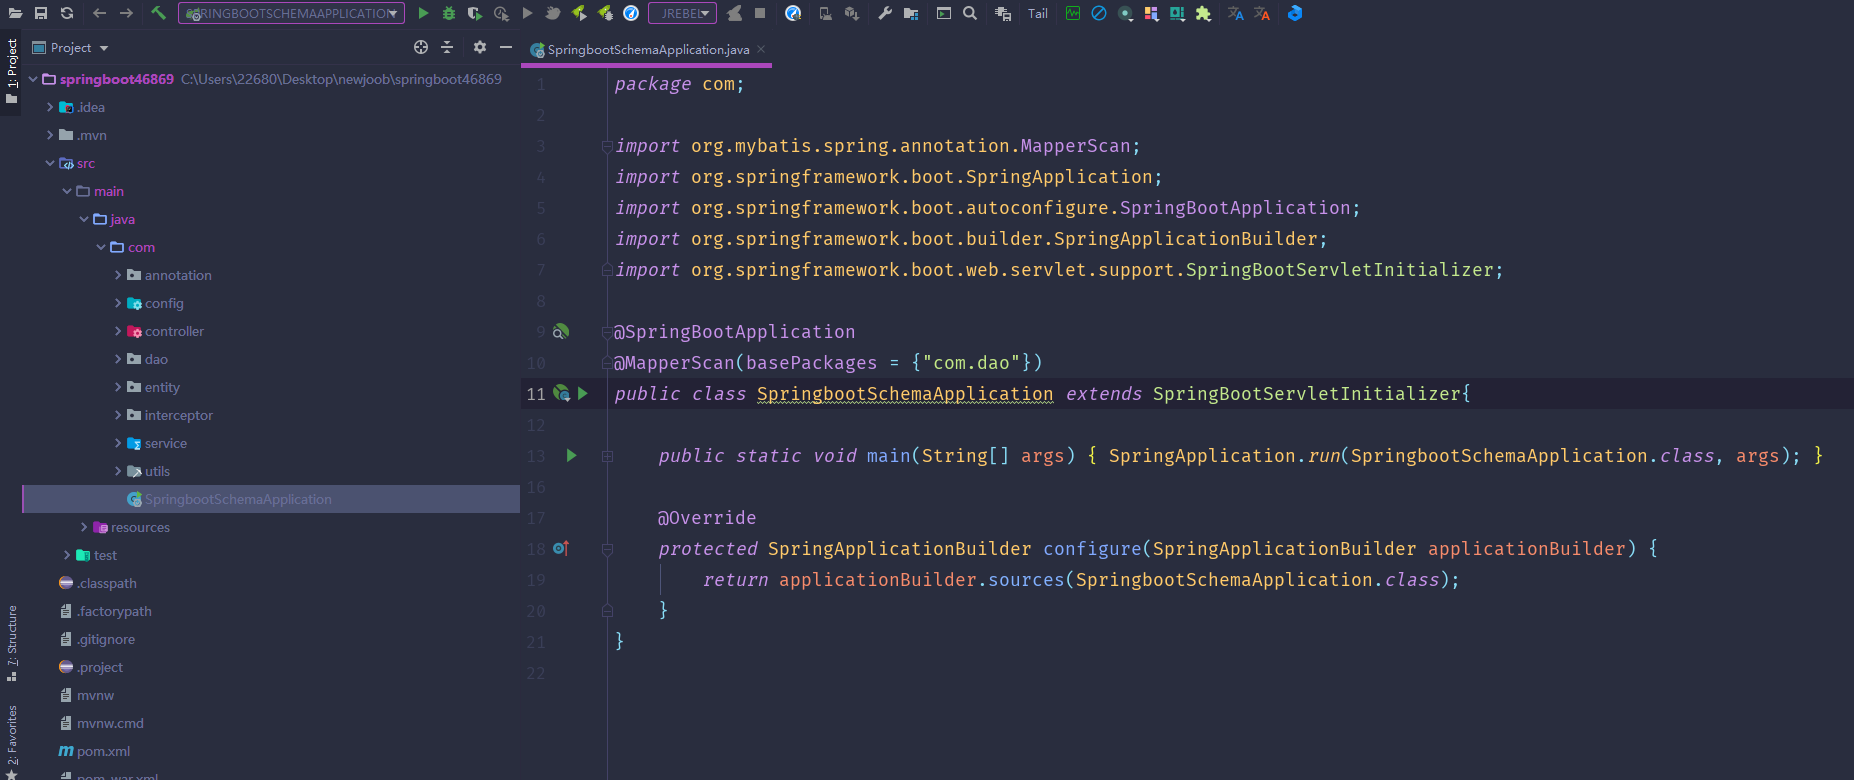 SPRINGBOOTSCHEMAAPPLICATION
JREBEL
Tail
1: Project
Project
SpringbootSchemaApplication.java
springboot46869 C:\Users\22680\Desktop\newjoob\springboot46869
.idea
.mvn
src
main
java
com
annotation
config
controller
dao
entity
interceptor
service
utils
SpringbootSchemaApplication
resources
test
.classpath
.factorypath
.gitignore
.project
mvnw
mvnw.cmd
pom.xml
pom-war.xml
7: Structure
2: Favorites
1 package com;
2
3 import org.mybatis.spring.annotation.MapperScan;
4 import org.springframework.boot.SpringApplication;
5 import org.springframework.boot.autoconfigure.SpringBootApplication;
6 import org.springframework.boot.builder.SpringApplicationBuilder;
7 import org.springframework.boot.web.servlet.support.SpringBootServletInitializer;
8
9 @SpringBootApplication
10 @MapperScan(basePackages = {"com.dao"})
11 public class SpringbootSchemaApplication extends SpringBootServletInitializer{
12
13 public static void main(String[] args) { SpringApplication.run(SpringbootSchemaApplication.class, args); }
16
17 @Override
18 protected SpringApplicationBuilder configure(SpringApplicationBuilder applicationBuilder) {
19 return applicationBuilder.sources(SpringbootSchemaApplication.class);
20 }
21 }
22